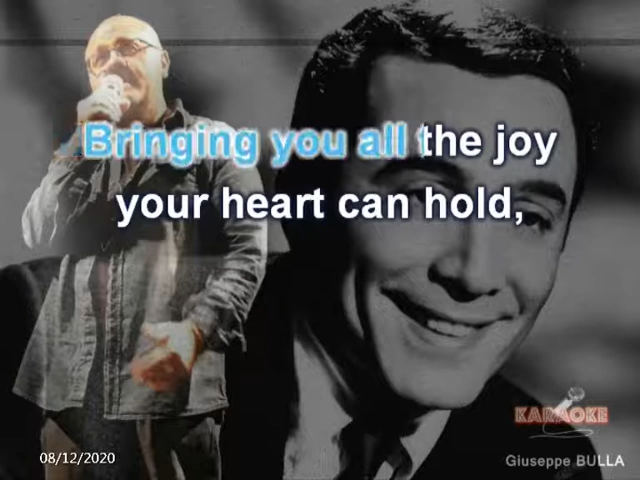 Bringing you all the joy
your heart can hold,
KARAOKE
08/12/2020
Giuseppe BULLA